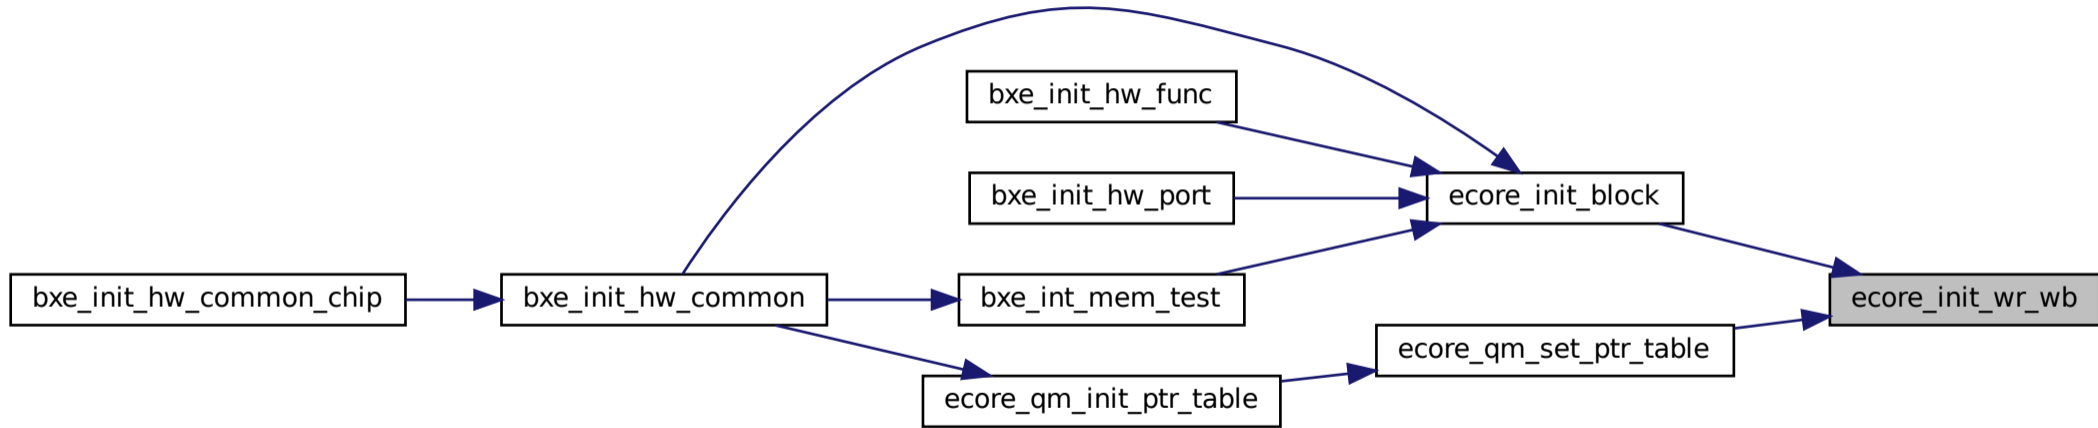 bxe_init_hw_func
bxe_init_hw_port
ecore_init_block
bxe_init_hw_common_chip
bxe_init_hw_common
bxe_int_mem_test
ecore_init_wr_wb
ecore_qm_set_ptr_table
ecore_qm_init_ptr_table